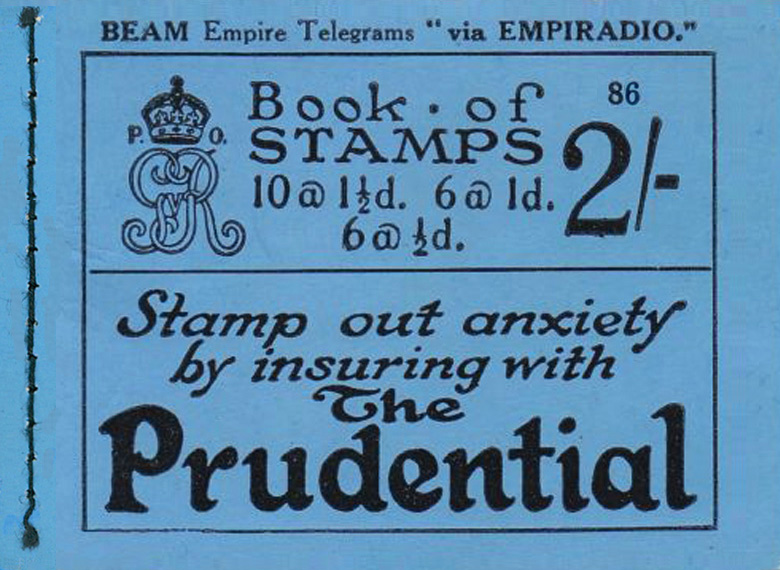 BEAM Empire Telegrams "via EMPIRADIO."
P. O.
GvR
Book · of
STAMPS
86
2/-
10 @ 1½d. 6 @ 1d.
6 @ ½d.
Stamp out anxiety
by insuring with
The
Prudential